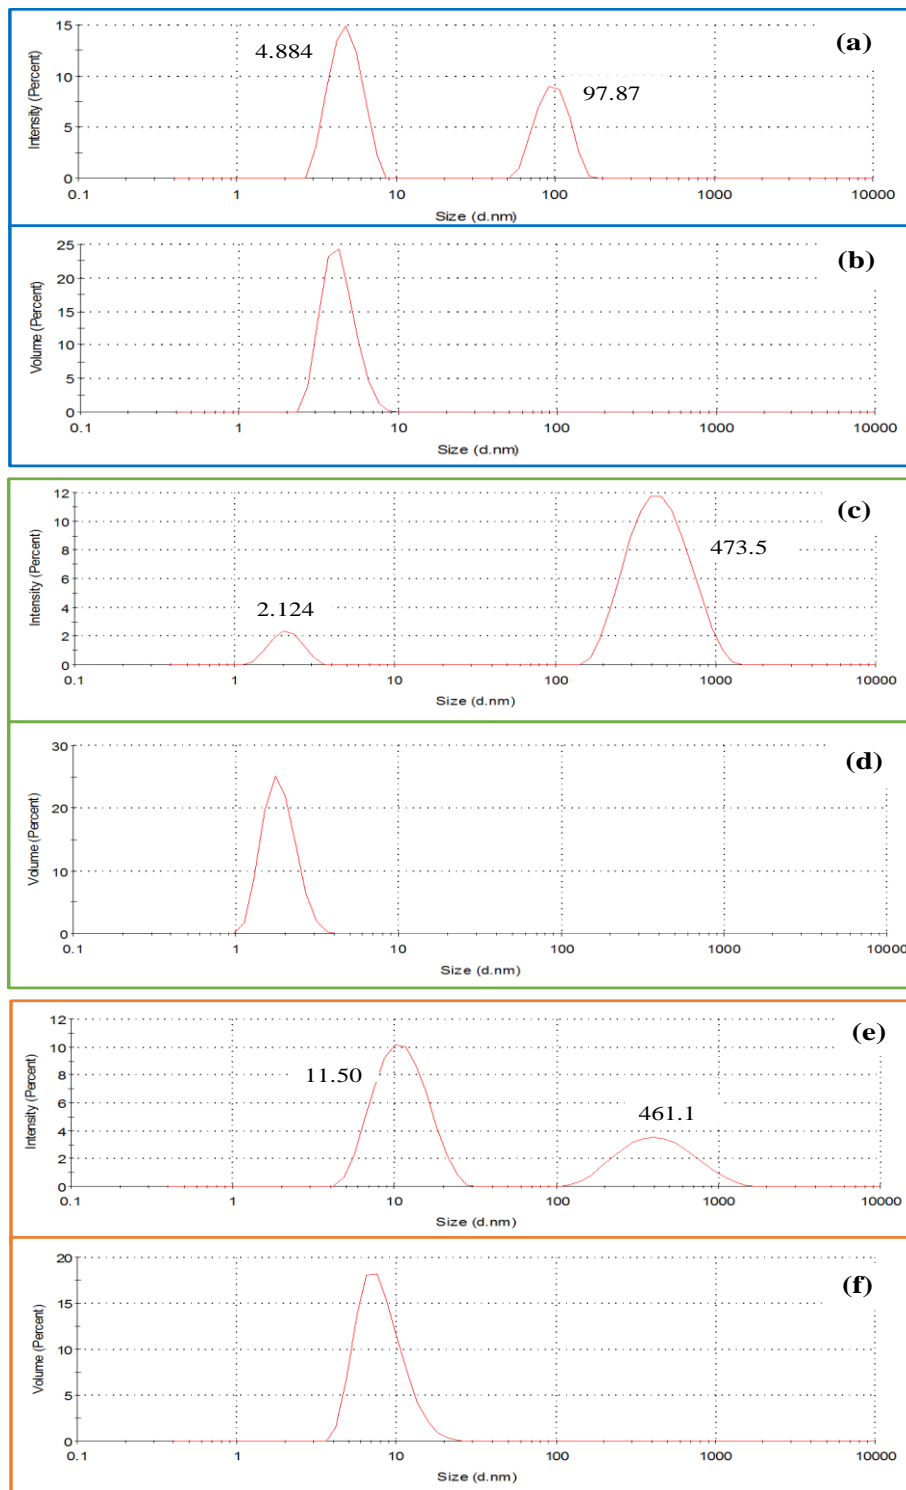 (a)
Intensity (Percent)
15
10
5
0
4.884
97.87
0.1 1 10 100 1000 10000
Size (d.nm)
(b)
Volume (Percent)
25
20
15
10
5
0
0.1 1 10 100 1000 10000
Size (d.nm)
(c)
Intensity (Percent)
12
10
8
6
4
2
0
2.124
473.5
0.1 1 10 100 1000 10000
Size (d.nm)
(d)
Volume (Percent)
30
20
10
0
0.1 1 10 100 1000 10000
Size (d.nm)
(e)
Intensity (Percent)
12
10
8
6
4
2
0
11.50
461.1
0.1 1 10 100 1000 10000
Size (d.nm)
(f)
Volume (Percent)
20
15
10
5
0
0.1 1 10 100 1000 10000
Size (d.nm)